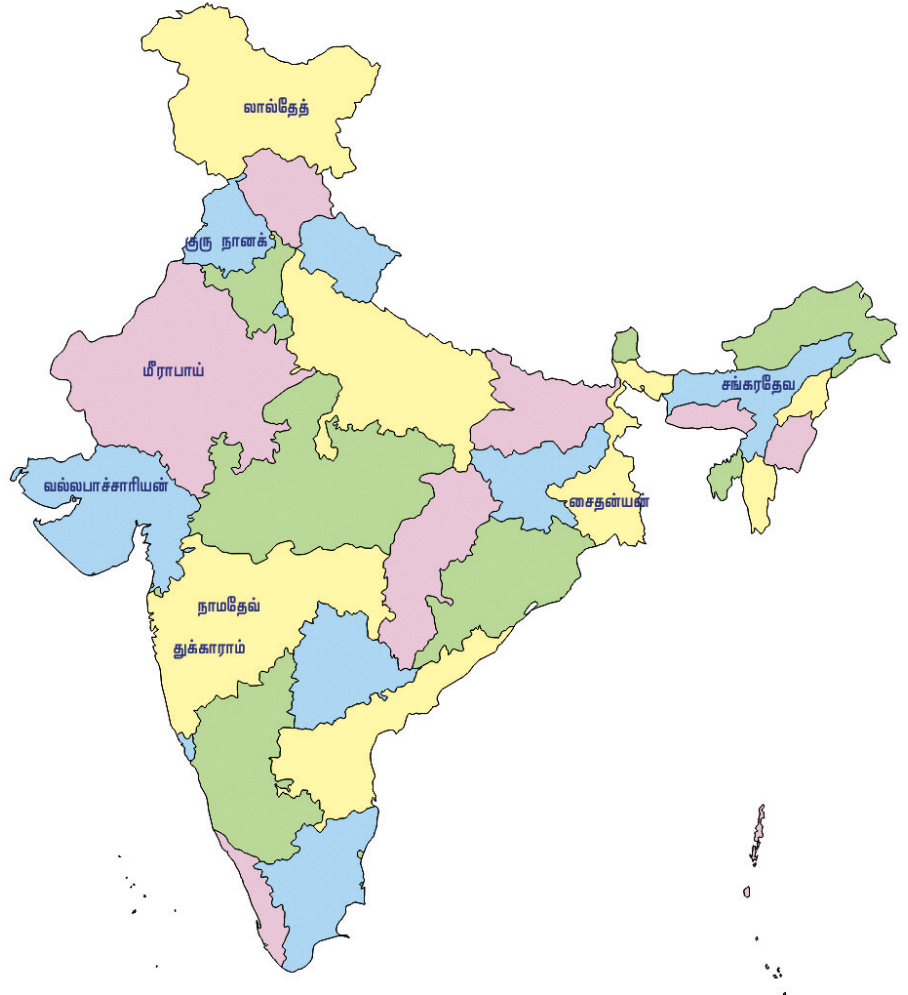 லால்தேத்
குரு நானக்
மீராபாய்
சங்கரதேவ
வல்லபாச்சாரியன்
சைதன்யன்
நாமதேவ்
துக்காராம்